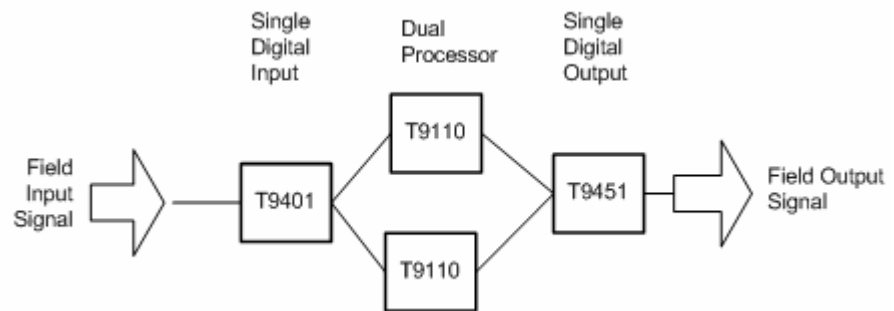 Single
Digital
Input
Dual
Processor
Single
Digital
Output
T9110
Field
Input
Signal
T9401
T9451
Field Output
Signal
T9110